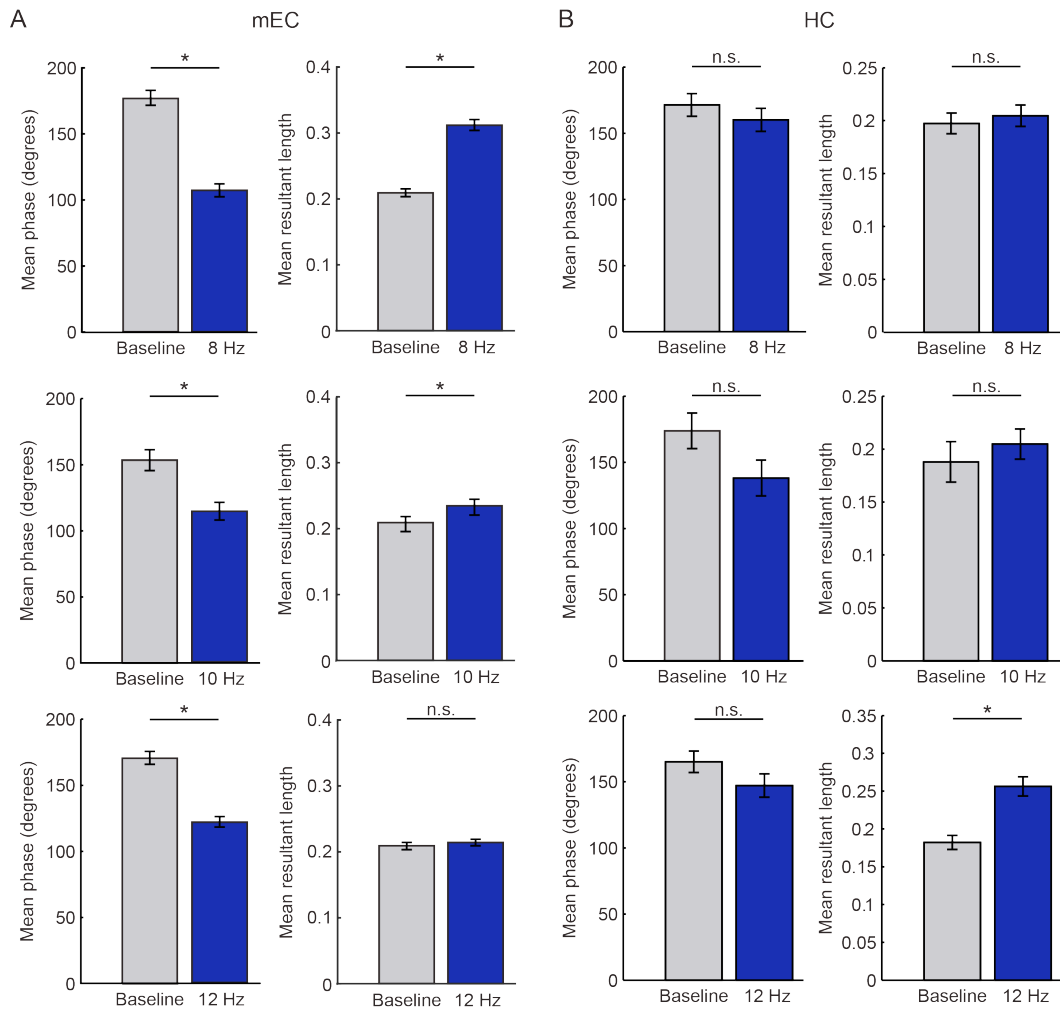 A
mEC
B
HC
Mean phase (degrees)
200
150
100
50
0
*
Baseline
8 Hz
Mean resultant length
0.4
0.3
0.2
0.1
0
*
Baseline
8 Hz
Mean phase (degrees)
200
150
100
50
0
n.s.
Baseline
8 Hz
Mean resultant length
0.25
0.2
0.15
0.1
0.05
0
n.s.
Baseline
8 Hz
Mean phase (degrees)
200
150
100
50
0
*
Baseline
10 Hz
Mean resultant length
0.4
0.3
0.2
0.1
0
*
Baseline
10 Hz
Mean phase (degrees)
200
150
100
50
0
n.s.
Baseline
10 Hz
Mean resultant length
0.25
0.2
0.15
0.1
0.05
0
n.s.
Baseline
10 Hz
Mean phase (degrees)
200
150
100
50
0
*
Baseline
12 Hz
Mean resultant length
0.4
0.3
0.2
0.1
0
n.s.
Baseline
12 Hz
Mean phase (degrees)
200
150
100
50
0
n.s.
Baseline
12 Hz
Mean resultant length
0.35
0.3
0.25
0.2
0.15
0.1
0.05
0
*
Baseline
12 Hz